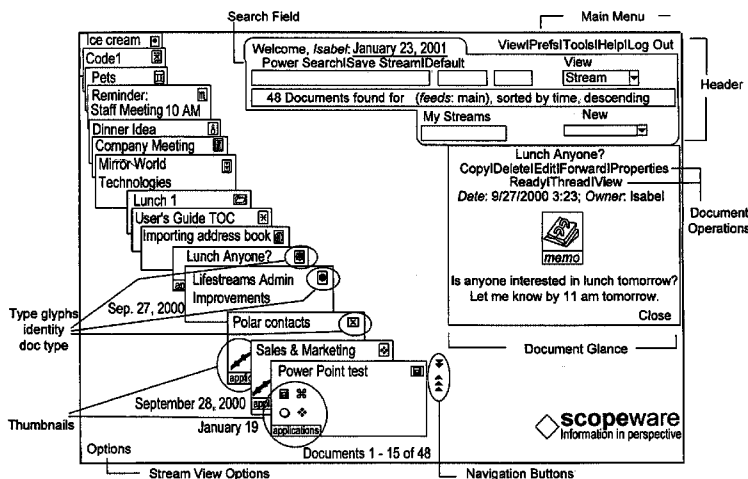 Search Field
Main Menu
Ice cream
Code1
Pets
Reminder:
Staff Meeting 10 AM
Dinner Idea
Company Meeting
Mirror World
Technologies
Lunch 1
User's Guide TOC
Importing address book
Lunch Anyone?
Lifestreams Admin
Improvements
Sep. 27, 2000
Polar contacts
Sales & Marketing
Power Point test
applications
September 28, 2000
January 19
Documents 1 - 15 of 48
Options
Welcome, Isabel: January 23, 2001
View|Prefs|Tools|Help|Log Out
Power Search|Save Stream|Default
View
Stream
48 Documents found for (feeds: main), sorted by time, descending
My Streams
New
Header
Lunch Anyone?
Copy|Delete|Edit|Forward|Properties
Ready|Thread|View
Date: 9/27/2000 3:23; Owner: Isabel
memo
Is anyone interested in lunch tomorrow?
Let me know by 11 am tomorrow.
Close
Document
Operations
Document Glance
Type glyphs
identity
doc type
Thumbnails
scopeware
Information in perspective
Stream View Options
Navigation Buttons